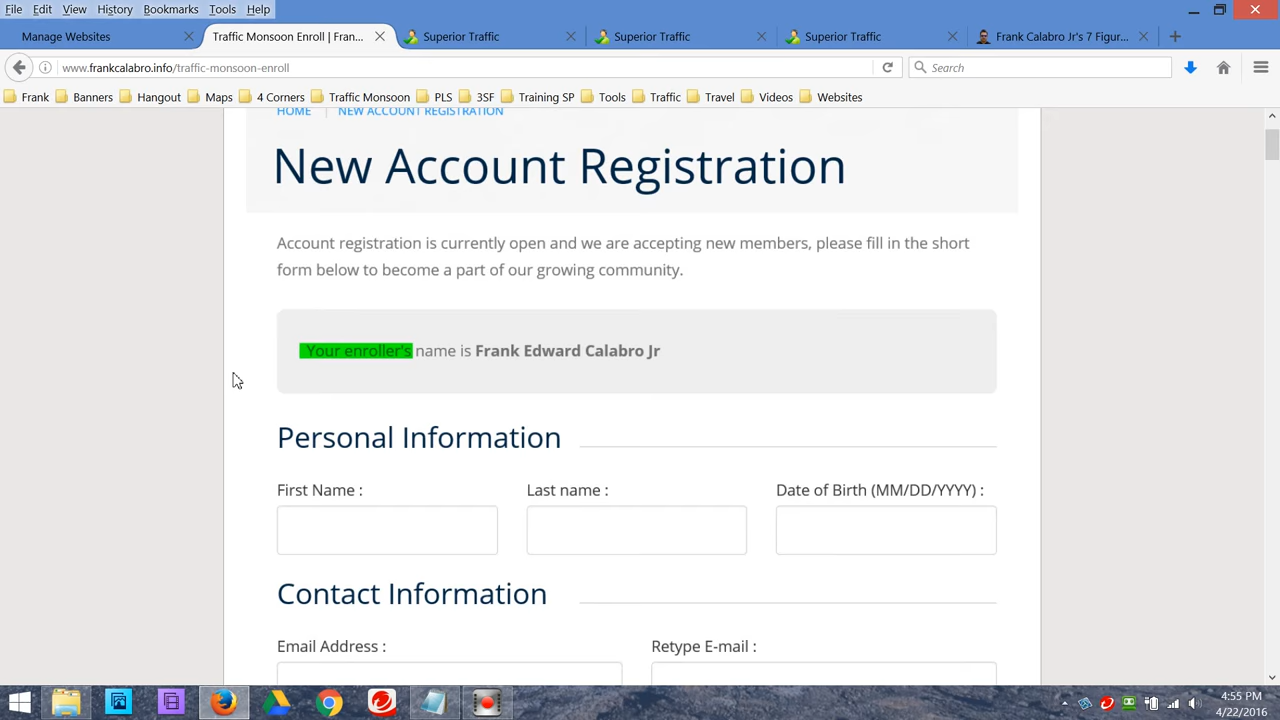 File Edit View History Bookmarks Tools Help
Manage Websites
Traffic Monsoon Enroll | Fran...
Superior Traffic
Superior Traffic
Superior Traffic
Frank Calabro Jr's 7 Figur...
www.frankcalabro.info/traffic-monsoon-enroll
Search
Frank Banners Hangout Maps 4 Corners Traffic Monsoon PLS 3SF Training SP Tools Traffic Travel Videos Websites
HOME NEW ACCOUNT REGISTRATION
New Account Registration
Account registration is currently open and we are accepting new members, please fill in the short
form below to become a part of our growing community.
Your enroller's name is Frank Edward Calabro Jr
Personal Information
First Name : Last name : Date of Birth (MM/DD/YYYY) :
Contact Information
Email Address : Retype E-mail :
4:55 PM
4/22/2016